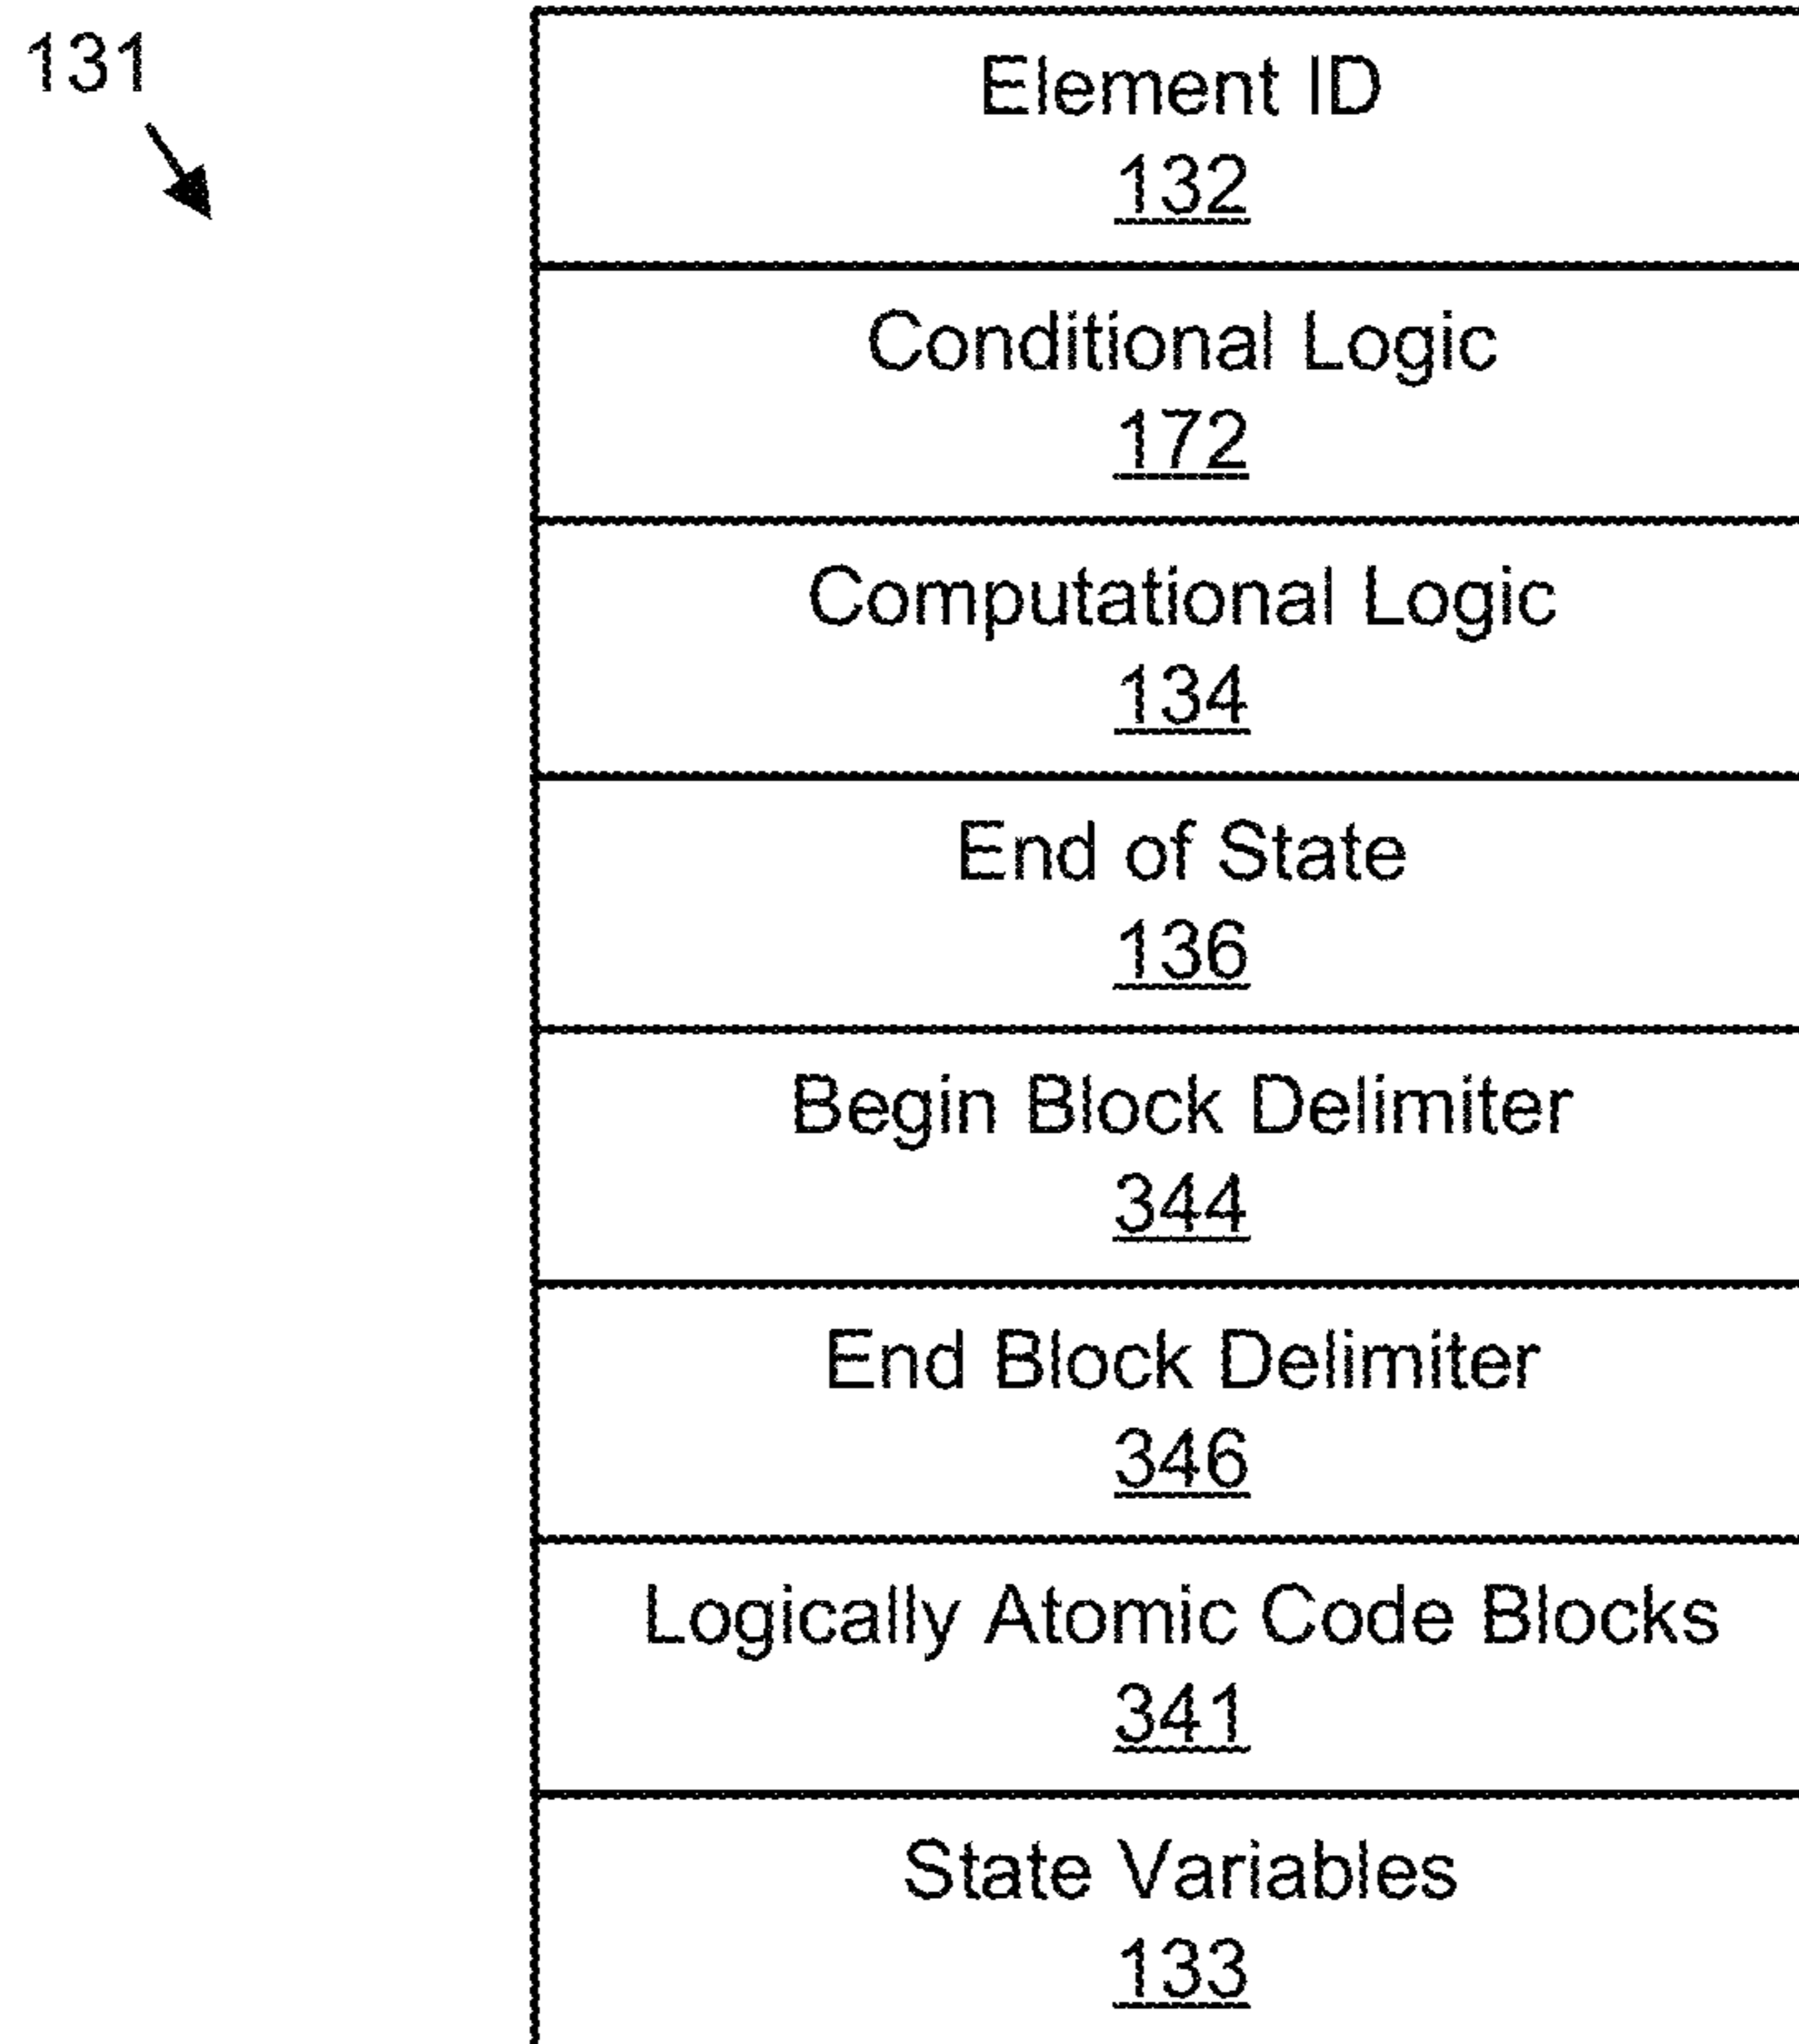 131
Element ID
132
Conditional Logic
172
Computational Logic
134
End of State
136
Begin Block Delimiter
344
End Block Delimiter
346
Logically Atomic Code Blocks
341
State Variables
133